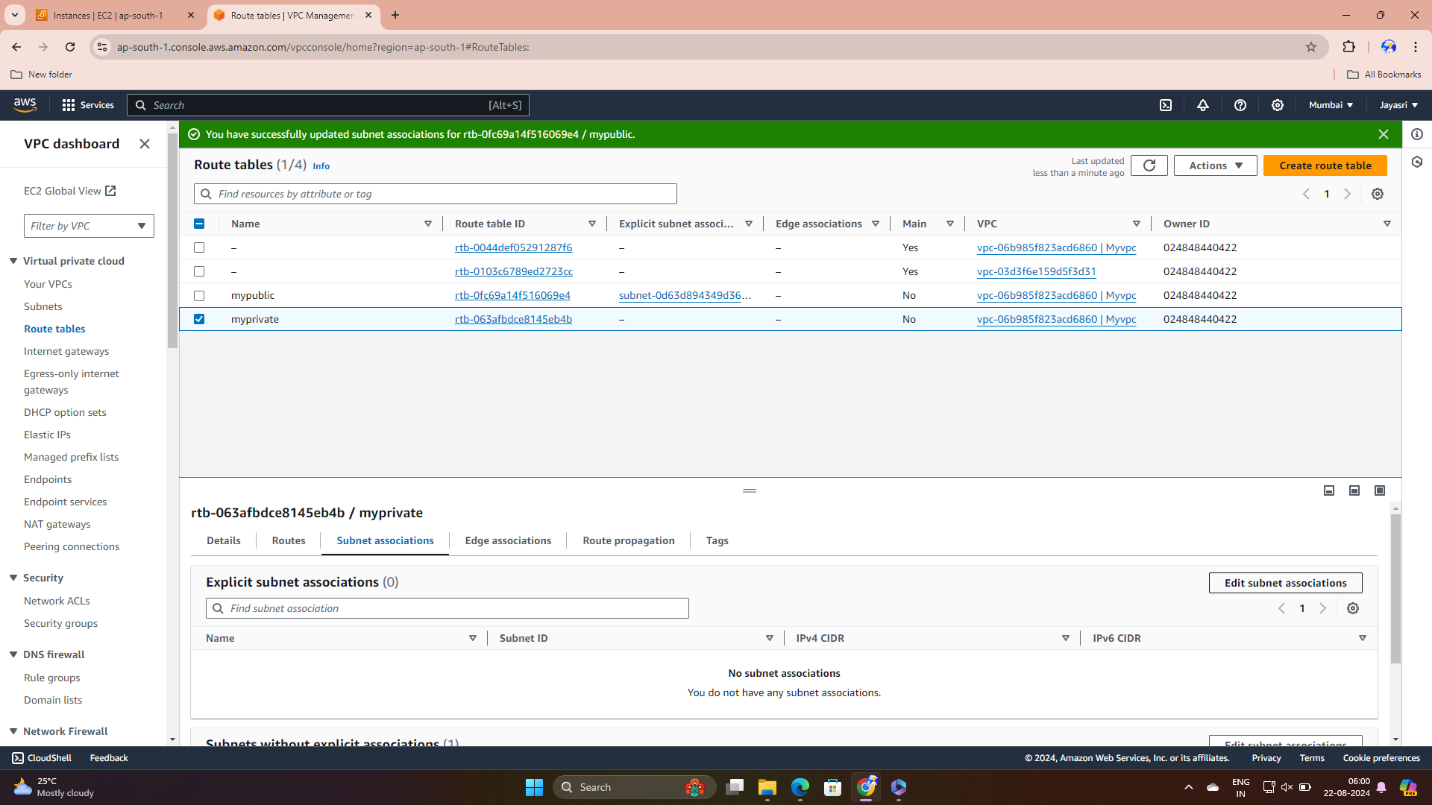 Instances | EC2 | ap-south-1
Route tables | VPC Managemen
ap-south-1.console.aws.amazon.com/vpcconsole/home?region=ap-south-1#RouteTables:
New folder
All Bookmarks
aws
Services
Search
[Alt+S]
Mumbai
Jayasri
VPC dashboard
EC2 Global View
Filter by VPC
Virtual private cloud
Your VPCs
Subnets
Route tables
Internet gateways
Egress-only internet
gateways
DHCP option sets
Elastic IPs
Managed prefix lists
Endpoints
Endpoint services
NAT gateways
Peering connections
Security
Network ACLs
Security groups
DNS firewall
Rule groups
Domain lists
Network Firewall
You have successfully updated subnet associations for rtb-0fc69a14f516069e4 / mypublic.
Route tables (1/4) Info
Last updated
less than a minute ago
Actions
Create route table
Find resources by attribute or tag
1
Name Route table ID Explicit subnet associ... Edge associations Main VPC Owner ID
– rtb-0044def05291287f6 – – Yes vpc-06b985f823acd6860 | Myvpc 024848440422
– rtb-0103c6789ed2723cc – – Yes vpc-03d3f6e159d5f3d31 024848440422
mypublic rtb-0fc69a14f516069e4 subnet-0d63d894349d36... – No vpc-06b985f823acd6860 | Myvpc 024848440422
myprivate rtb-063afbdce8145eb4b – – No vpc-06b985f823acd6860 | Myvpc 024848440422
rtb-063afbdce8145eb4b / myprivate
Details Routes Subnet associations Edge associations Route propagation Tags
Explicit subnet associations (0)
Edit subnet associations
Find subnet association
1
Name Subnet ID IPv4 CIDR IPv6 CIDR
No subnet associations
You do not have any subnet associations.
Subnets without explicit associations (1)
Edit subnet associations
CloudShell Feedback
© 2024, Amazon Web Services, Inc. or its affiliates. Privacy Terms Cookie preferences
25°C
Mostly cloudy
Search
ENG
IN
06:00
22-08-2024